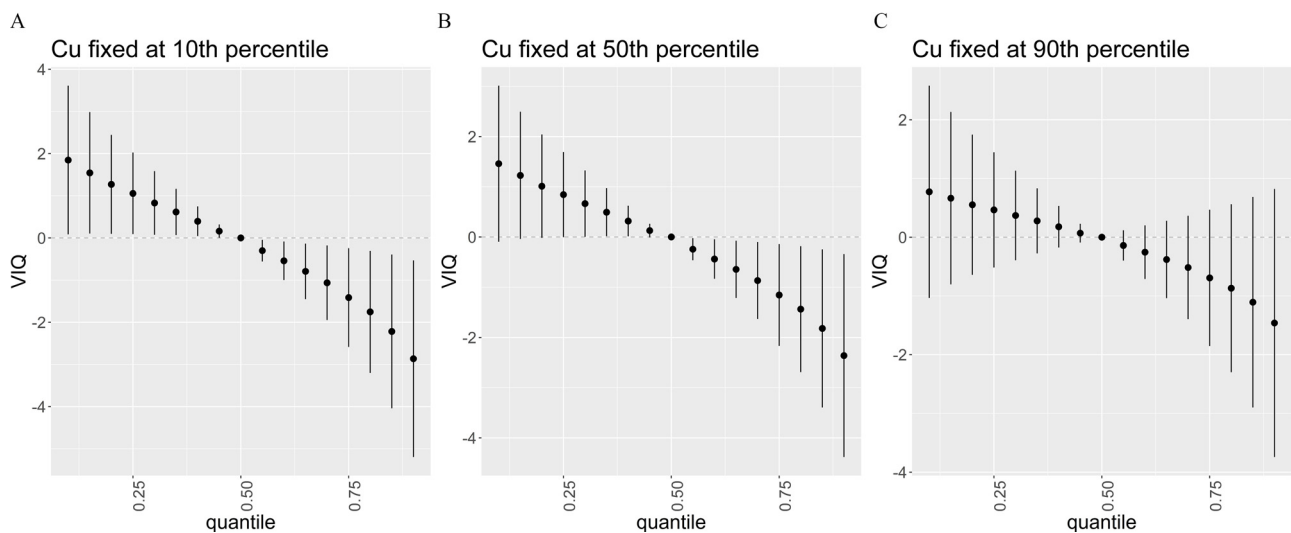 A
Cu fixed at 10th percentile
4
2
0
-2
-4
VIQ
0.25
0.50
0.75
quantile
B
Cu fixed at 50th percentile
2
0
-2
-4
VIQ
0.25
0.50
0.75
quantile
C
Cu fixed at 90th percentile
2
0
-2
-4
VIQ
0.25
0.50
0.75
quantile